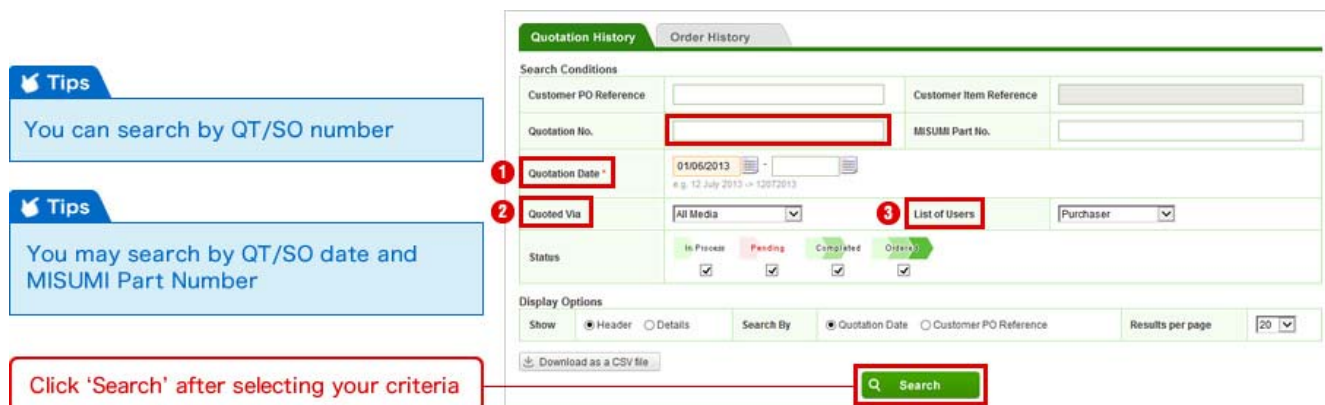 Tips
You can search by QT/SO number
Tips
You may search by QT/SO date and
MISUMI Part Number
Click ‘Search’ after selecting your criteria
Quotation History Order History
Search Conditions
Customer PO Reference Customer Item Reference
Quotation No. MISUMI Part No.
1 Quotation Date * 01/06/2013 -
e.g. 12 July 2013 -> 12072013
2 Quoted Via All Media 3 List of Users Purchaser
Status In Process Pending Completed Ordered
Display Options
Show Header Details Search By Quotation Date Customer PO Reference Results per page 20
Download as a CSV file
Search